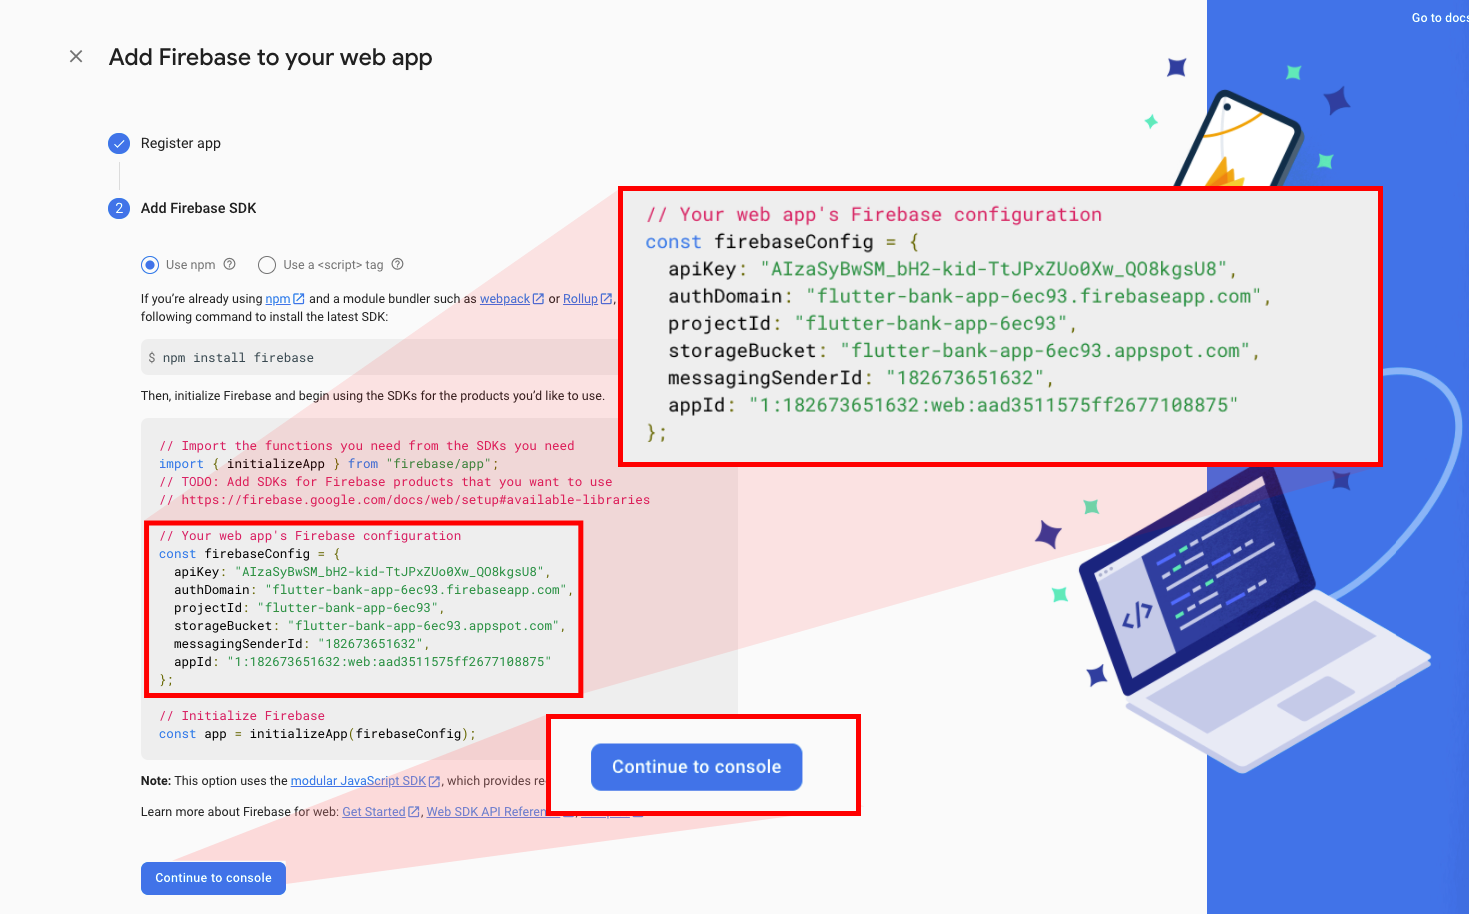 Go to docs
Add Firebase to your web app
Register app
2 Add Firebase SDK
Use npm Use a <script> tag
If you're already using npm and a module bundler such as webpack or Rollup,
following command to install the latest SDK:
$ npm install firebase
Then, initialize Firebase and begin using the SDKs for the products you'd like to use.
// Import the functions you need from the SDKs you need
import { initializeApp } from "firebase/app";
// TODO: Add SDKs for Firebase products that you want to use
// https://firebase.google.com/docs/web/setup#available-libraries
// Your web app's Firebase configuration
const firebaseConfig = {
apiKey: "AIzaSyBwSM_bH2-kid-TtJPxZUo0Xw_QO8kgsU8",
authDomain: "flutter-bank-app-6ec93.firebaseapp.com",
projectId: "flutter-bank-app-6ec93",
storageBucket: "flutter-bank-app-6ec93.appspot.com",
messagingSenderId: "182673651632",
appId: "1:182673651632:web:aad3511575ff2677108875"
};
// Initialize Firebase
const app = initializeApp(firebaseConfig);
Note: This option uses the modular JavaScript SDK, which provides re
Learn more about Firebase for web: Get Started, Web SDK API Referen
Continue to console
// Your web app's Firebase configuration
const firebaseConfig = {
apiKey: "AIzaSyBwSM_bH2-kid-TtJPxZUo0Xw_QO8kgsU8",
authDomain: "flutter-bank-app-6ec93.firebaseapp.com",
projectId: "flutter-bank-app-6ec93",
storageBucket: "flutter-bank-app-6ec93.appspot.com",
messagingSenderId: "182673651632",
appId: "1:182673651632:web:aad3511575ff2677108875"
};
Continue to console